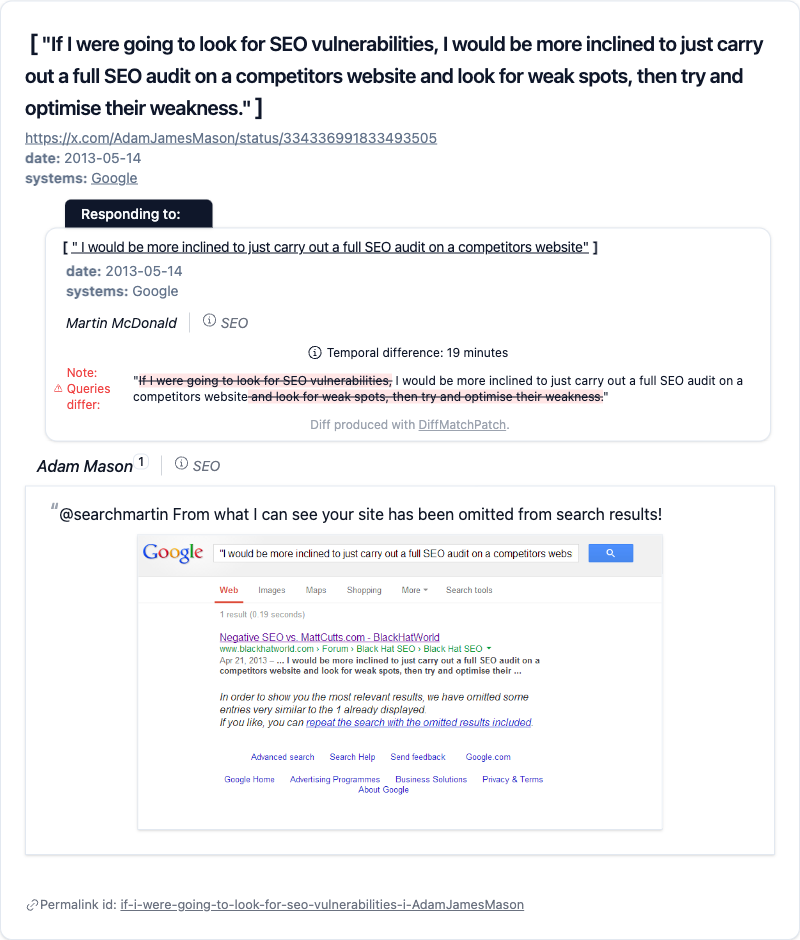 [ "If I were going to look for SEO vulnerabilities, I would be more inclined to just carry
out a full SEO audit on a competitors website and look for weak spots, then try and
optimise their weakness." ]
https://x.com/AdamJamesMason/status/334336991833493505
date: 2013-05-14
systems: Google
Responding to:
[ " I would be more inclined to just carry out a full SEO audit on a competitors website" ]
date: 2013-05-14
systems: Google
Martin McDonald SEO
Temporal difference: 19 minutes
Note:
Queries
differ:
"If I were going to look for SEO vulnerabilities, I would be more inclined to just carry out a full SEO audit on a
competitors website and look for weak spots, then try and optimise their weakness."
Diff produced with DiffMatchPatch.
Adam Mason 1 SEO
"@searchmartin From what I can see your site has been omitted from search results!
Google "I would be more inclined to just carry out a full SEO audit on a competitors webs
Web Images Maps Shopping More Search tools
1 result (0.19 seconds)
Negative SEO vs. MattCutts.com - BlackHatWorld
www.blackhatworld.com › Forum › Black Hat SEO › Black Hat SEO
Apr 21, 2013 – ... I would be more inclined to just carry out a full SEO audit on a
competitors website and look for weak spots, then try and optimise their ...
In order to show you the most relevant results, we have omitted some
entries very similar to the 1 already displayed.
If you like, you can repeat the search with the omitted results included.
Advanced search Search Help Send feedback Google.com
Google Home Advertising Programmes Business Solutions Privacy & Terms
About Google
Permalink id: if-i-were-going-to-look-for-seo-vulnerabilities-i-AdamJamesMason